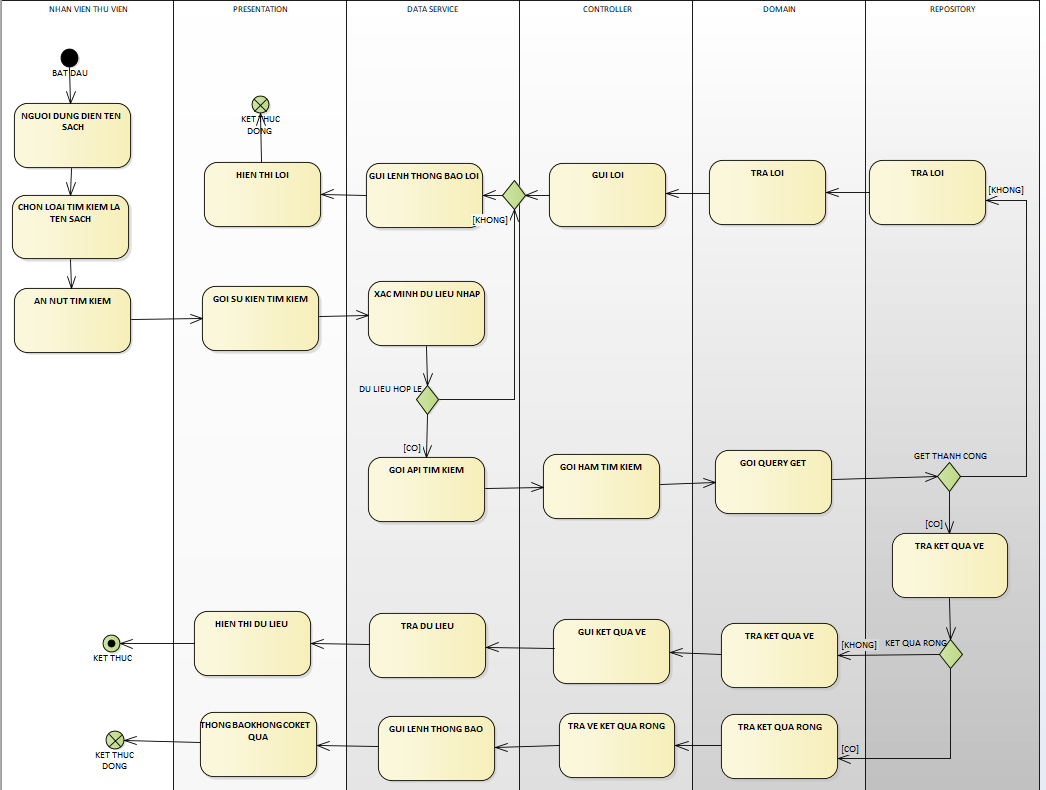 NHAN VIEN THU VIEN
PRESENTATION
DATA SERVICE
CONTROLLER
DOMAIN
REPOSITORY
BAT DAU
NGUOI DUNG DIEN TEN
SACH
KET THUC
DONG
HIEN THI LOI
GUI LENH THONG BAO LOI
[KHONG]
GUI LOI
TRA LOI
TRA LOI
[KHONG]
CHON LOAI TIM KIEM LA
TEN SACH
AN NUT TIM KIEM
GOI SU KIEN TIM KIEM
XAC MINH DU LIEU NHAP
DU LIEU HOP LE
[CO]
GOI API TIM KIEM
GOI HAM TIM KIEM
GOI QUERY GET
GET THANH CONG
[CO]
TRA KET QUA VE
KET QUA RONG
[KHONG]
TRA KET QUA VE
GUI KET QUA VE
TRA DU LIEU
HIEN THI DU LIEU
KET THUC
[CO]
TRA KET QUA RONG
TRA VE KET QUA RONG
GUI LENH THONG BAO
THONG BAOKHONG COKET
QUA
KET THUC
DONG